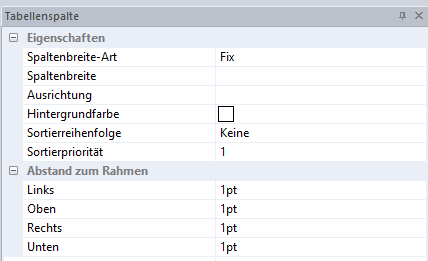 Tabellenspalte
Eigenschaften
Spaltenbreite-Art Fix
Spaltenbreite
Ausrichtung
Hintergrundfarbe
Sortierreihenfolge Keine
Sortierpriorität 1
Abstand zum Rahmen
Links 1pt
Oben 1pt
Rechts 1pt
Unten 1pt